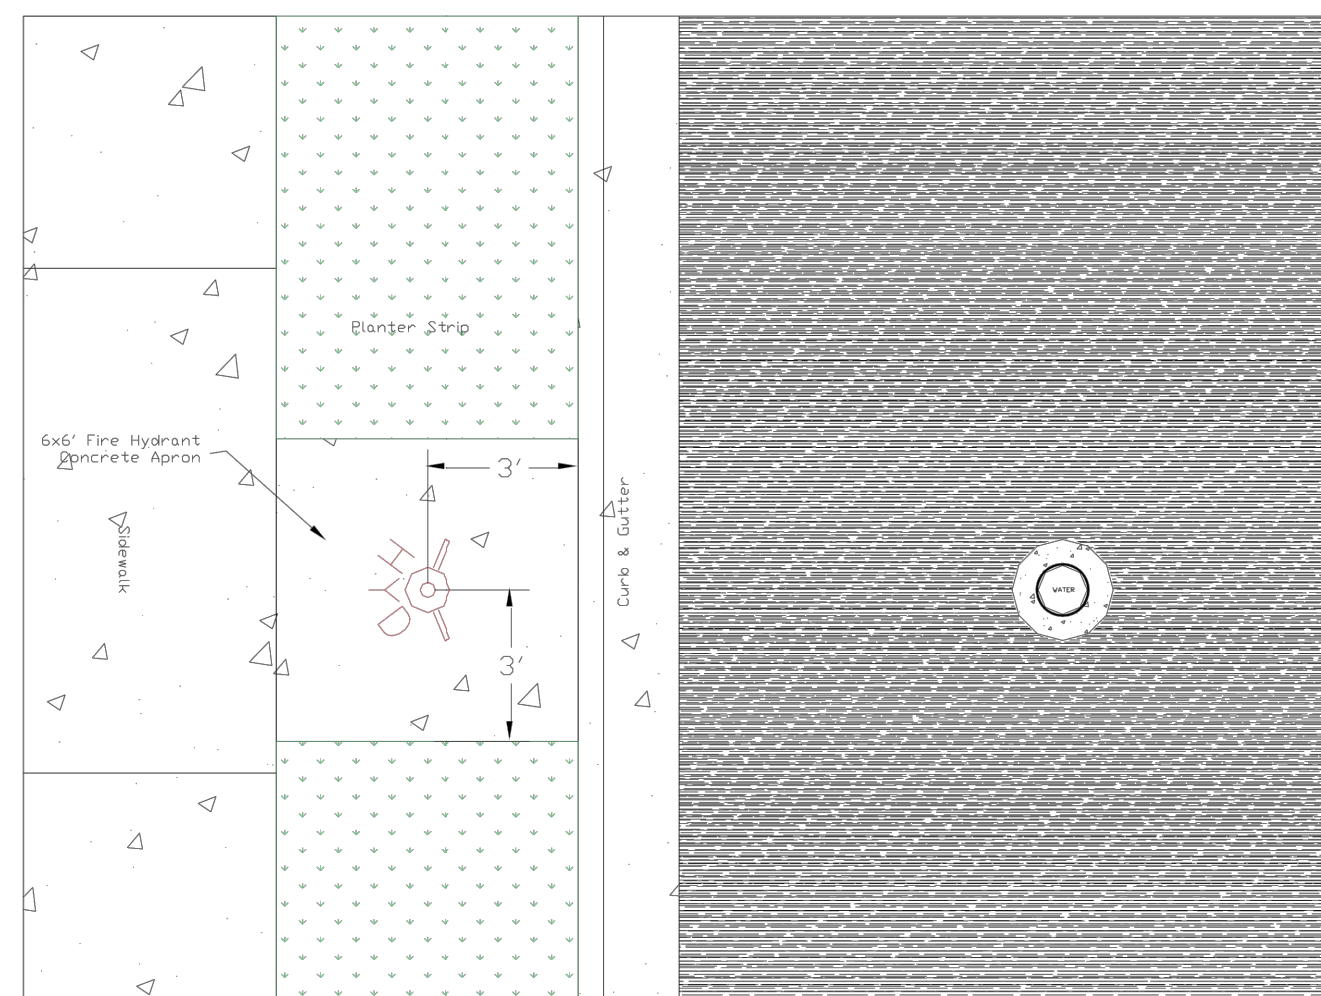 Planter Strip
6x6' Fire Hydrant
Concrete Apron
3'
Curb & Gutter
Sidewalk
HYD
WATER
3'